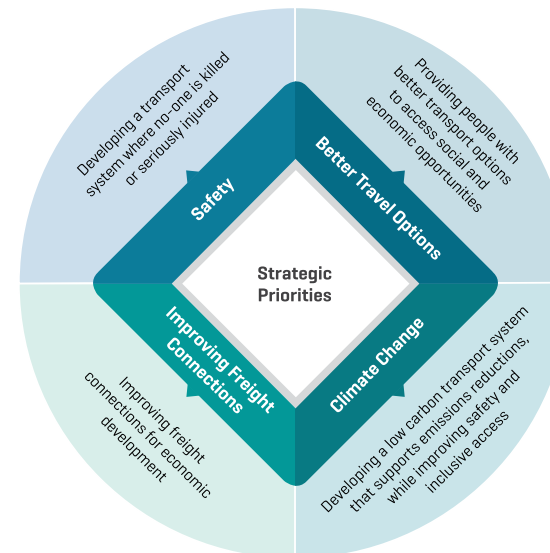 Strategic
Priorities
Safety
Developing a transport
system where no-one is killed
or seriously injured
Better Travel Options
Providing people with
better transport options
to access social and
economic opportunities
Improving Freight
Connections
Improving freight
connections for economic
development
Climate Change
Developing a low carbon transport system
that supports emissions reductions,
while improving safety and
inclusive access